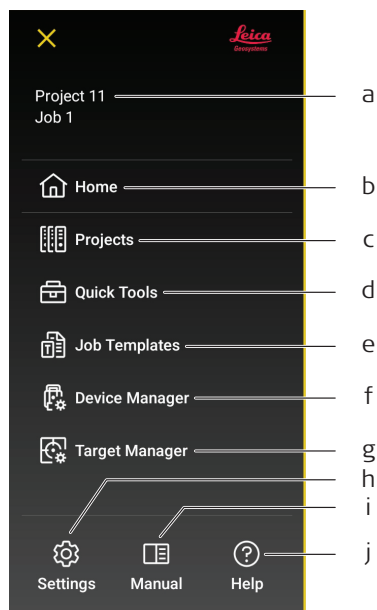 Leica
Geosystems
Project 11
a
Job 1
Home
b
Projects
c
Quick Tools
d
Job Templates
e
Device Manager
f
Target Manager
g
h
i
j
Settings
Manual
Help